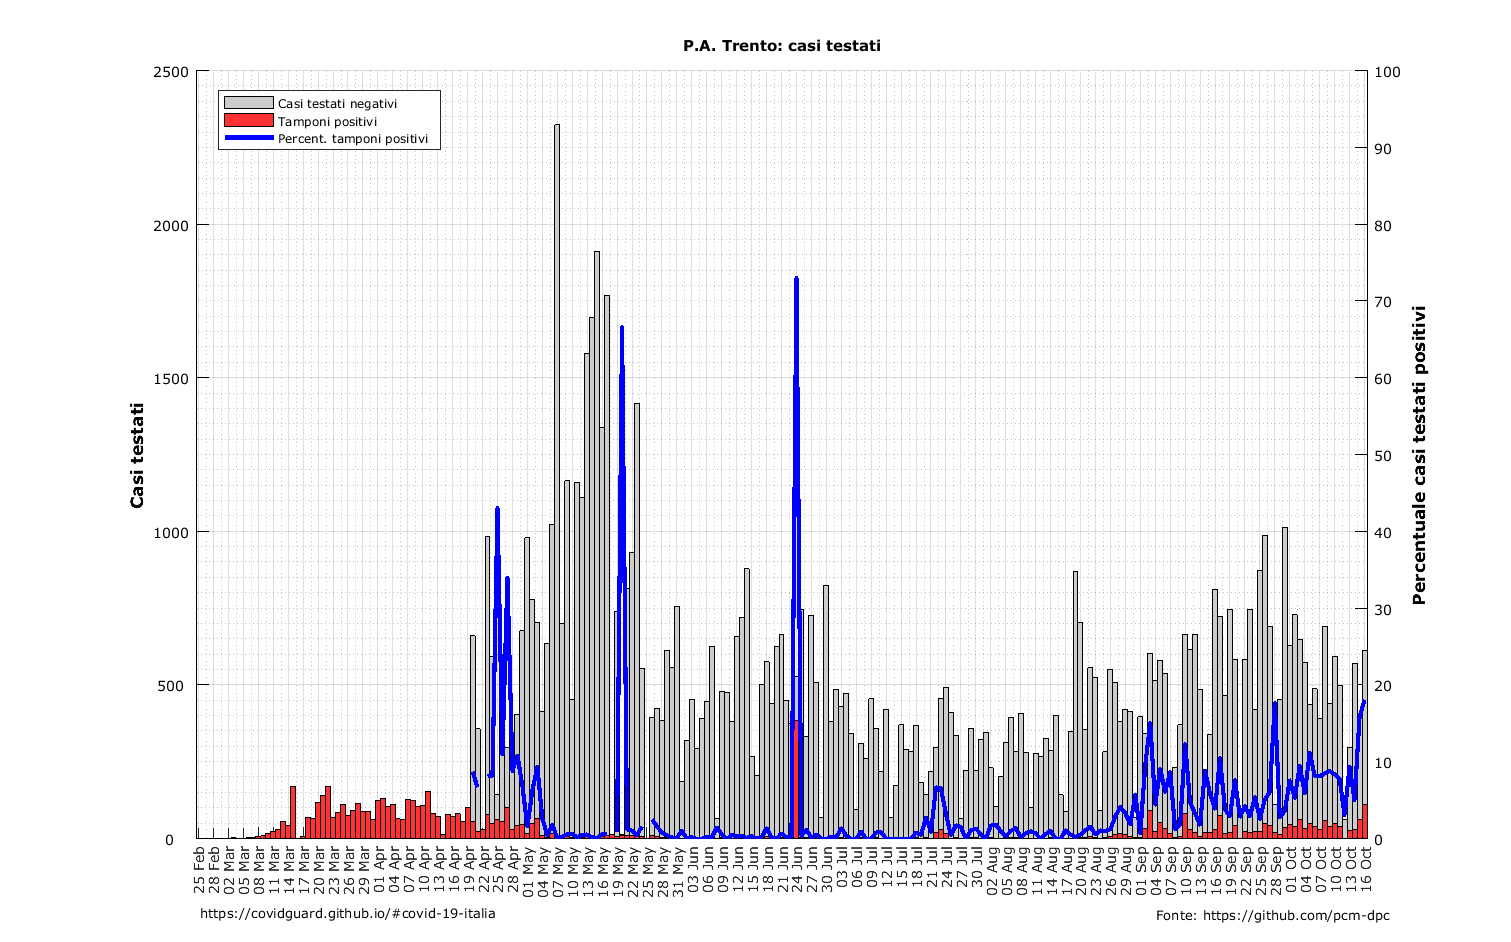 P.A. Trento: casi testati
Casi testati negativi
Tamponi positivi
Percent. tamponi positivi
Casi testati
2500
2000
1500
1000
500
0
Percentuale casi testati positivi
100
90
80
70
60
50
40
30
20
10
0
25 Feb
28 Feb
02 Mar
05 Mar
08 Mar
11 Mar
14 Mar
17 Mar
20 Mar
23 Mar
26 Mar
29 Mar
01 Apr
04 Apr
07 Apr
10 Apr
13 Apr
16 Apr
19 Apr
22 Apr
25 Apr
28 Apr
01 May
04 May
07 May
10 May
13 May
16 May
19 May
22 May
25 May
28 May
31 May
03 Jun
06 Jun
09 Jun
12 Jun
15 Jun
18 Jun
21 Jun
24 Jun
27 Jun
30 Jun
03 Jul
06 Jul
09 Jul
12 Jul
15 Jul
18 Jul
21 Jul
24 Jul
27 Jul
30 Jul
02 Aug
05 Aug
08 Aug
11 Aug
14 Aug
17 Aug
20 Aug
23 Aug
26 Aug
29 Aug
01 Sep
04 Sep
07 Sep
10 Sep
13 Sep
16 Sep
19 Sep
22 Sep
25 Sep
28 Sep
01 Oct
04 Oct
07 Oct
10 Oct
13 Oct
16 Oct
https://covidguard.github.io/#covid-19-italia
Fonte: https://github.com/pcm-dpc